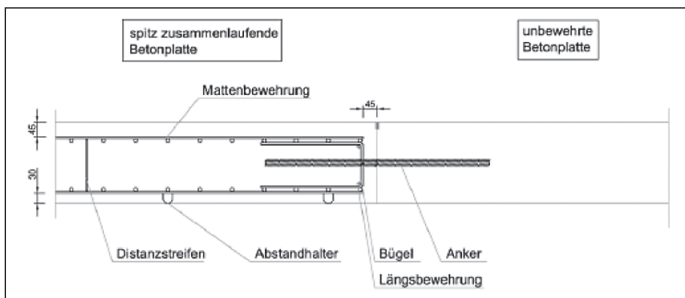 spitz zusammenlaufende
Betonplatte
unbewehrte
Betonplatte
Mattenbewehrung
45
45
30
Distanzstreifen
Abstandhalter
Bügel
Anker
Längsbewehrung